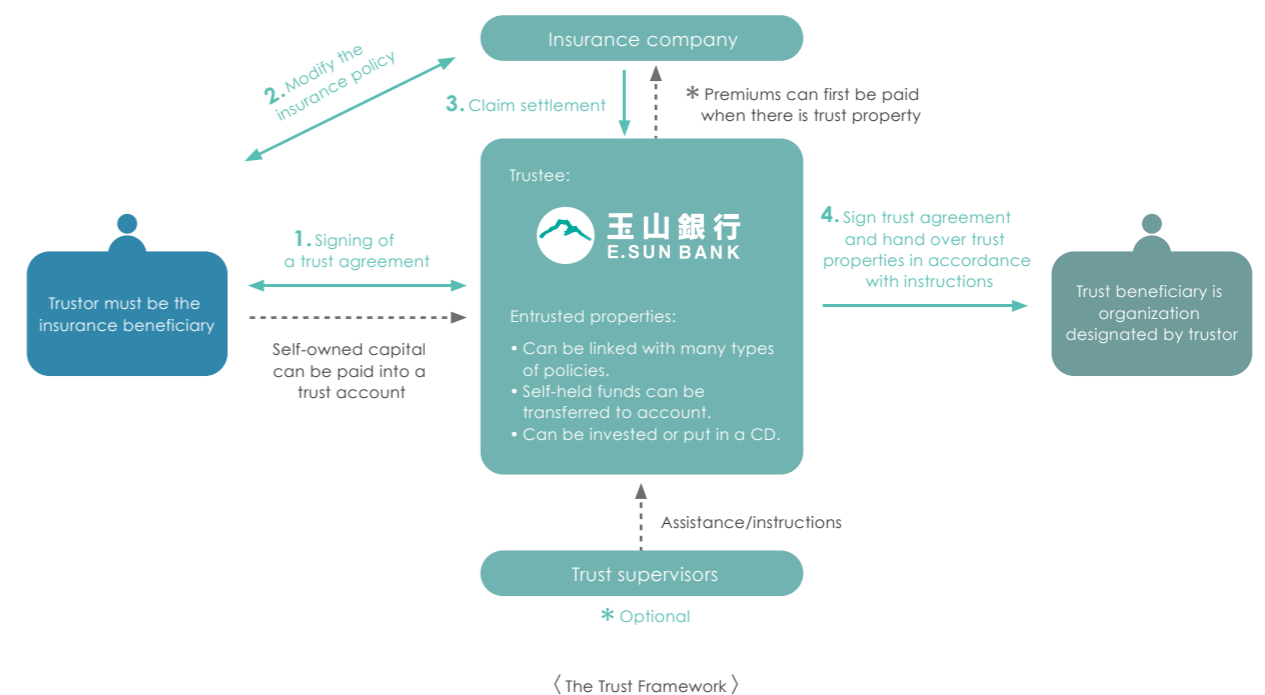 Insurance company
2. Modify the
insurance policy
3. Claim settlement
* Premiums can first be paid
when there is trust property
Trustee:
玉山銀行
E.SUN BANK
1. Signing of
a trust agreement
4. Sign trust agreement
and hand over trust
properties in accordance
with instructions
Trustor must be the
insurance beneficiary
Trust beneficiary is
organization
designated by trustor
Self-owned capital
can be paid into a
trust account
Entrusted properties:
• Can be linked with many types
of policies.
• Self-held funds can be
transferred to account.
• Can be invested or put in a CD.
Assistance/instructions
Trust supervisors
* Optional
〈 The Trust Framework 〉